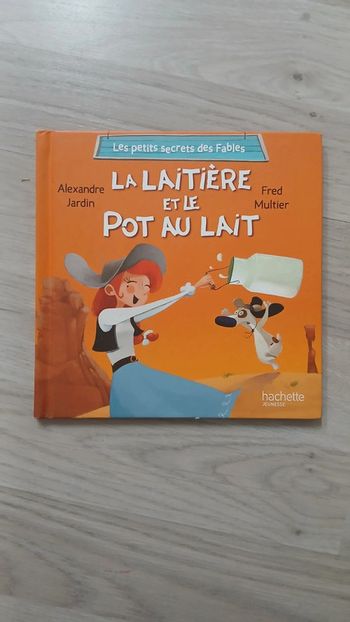 Les petits secrets des Fables
Alexandre
Jardin
LA LAITIÈRE
ET LE
POT AU LAIT
Fred
Multier
hachette
JEUNESSE